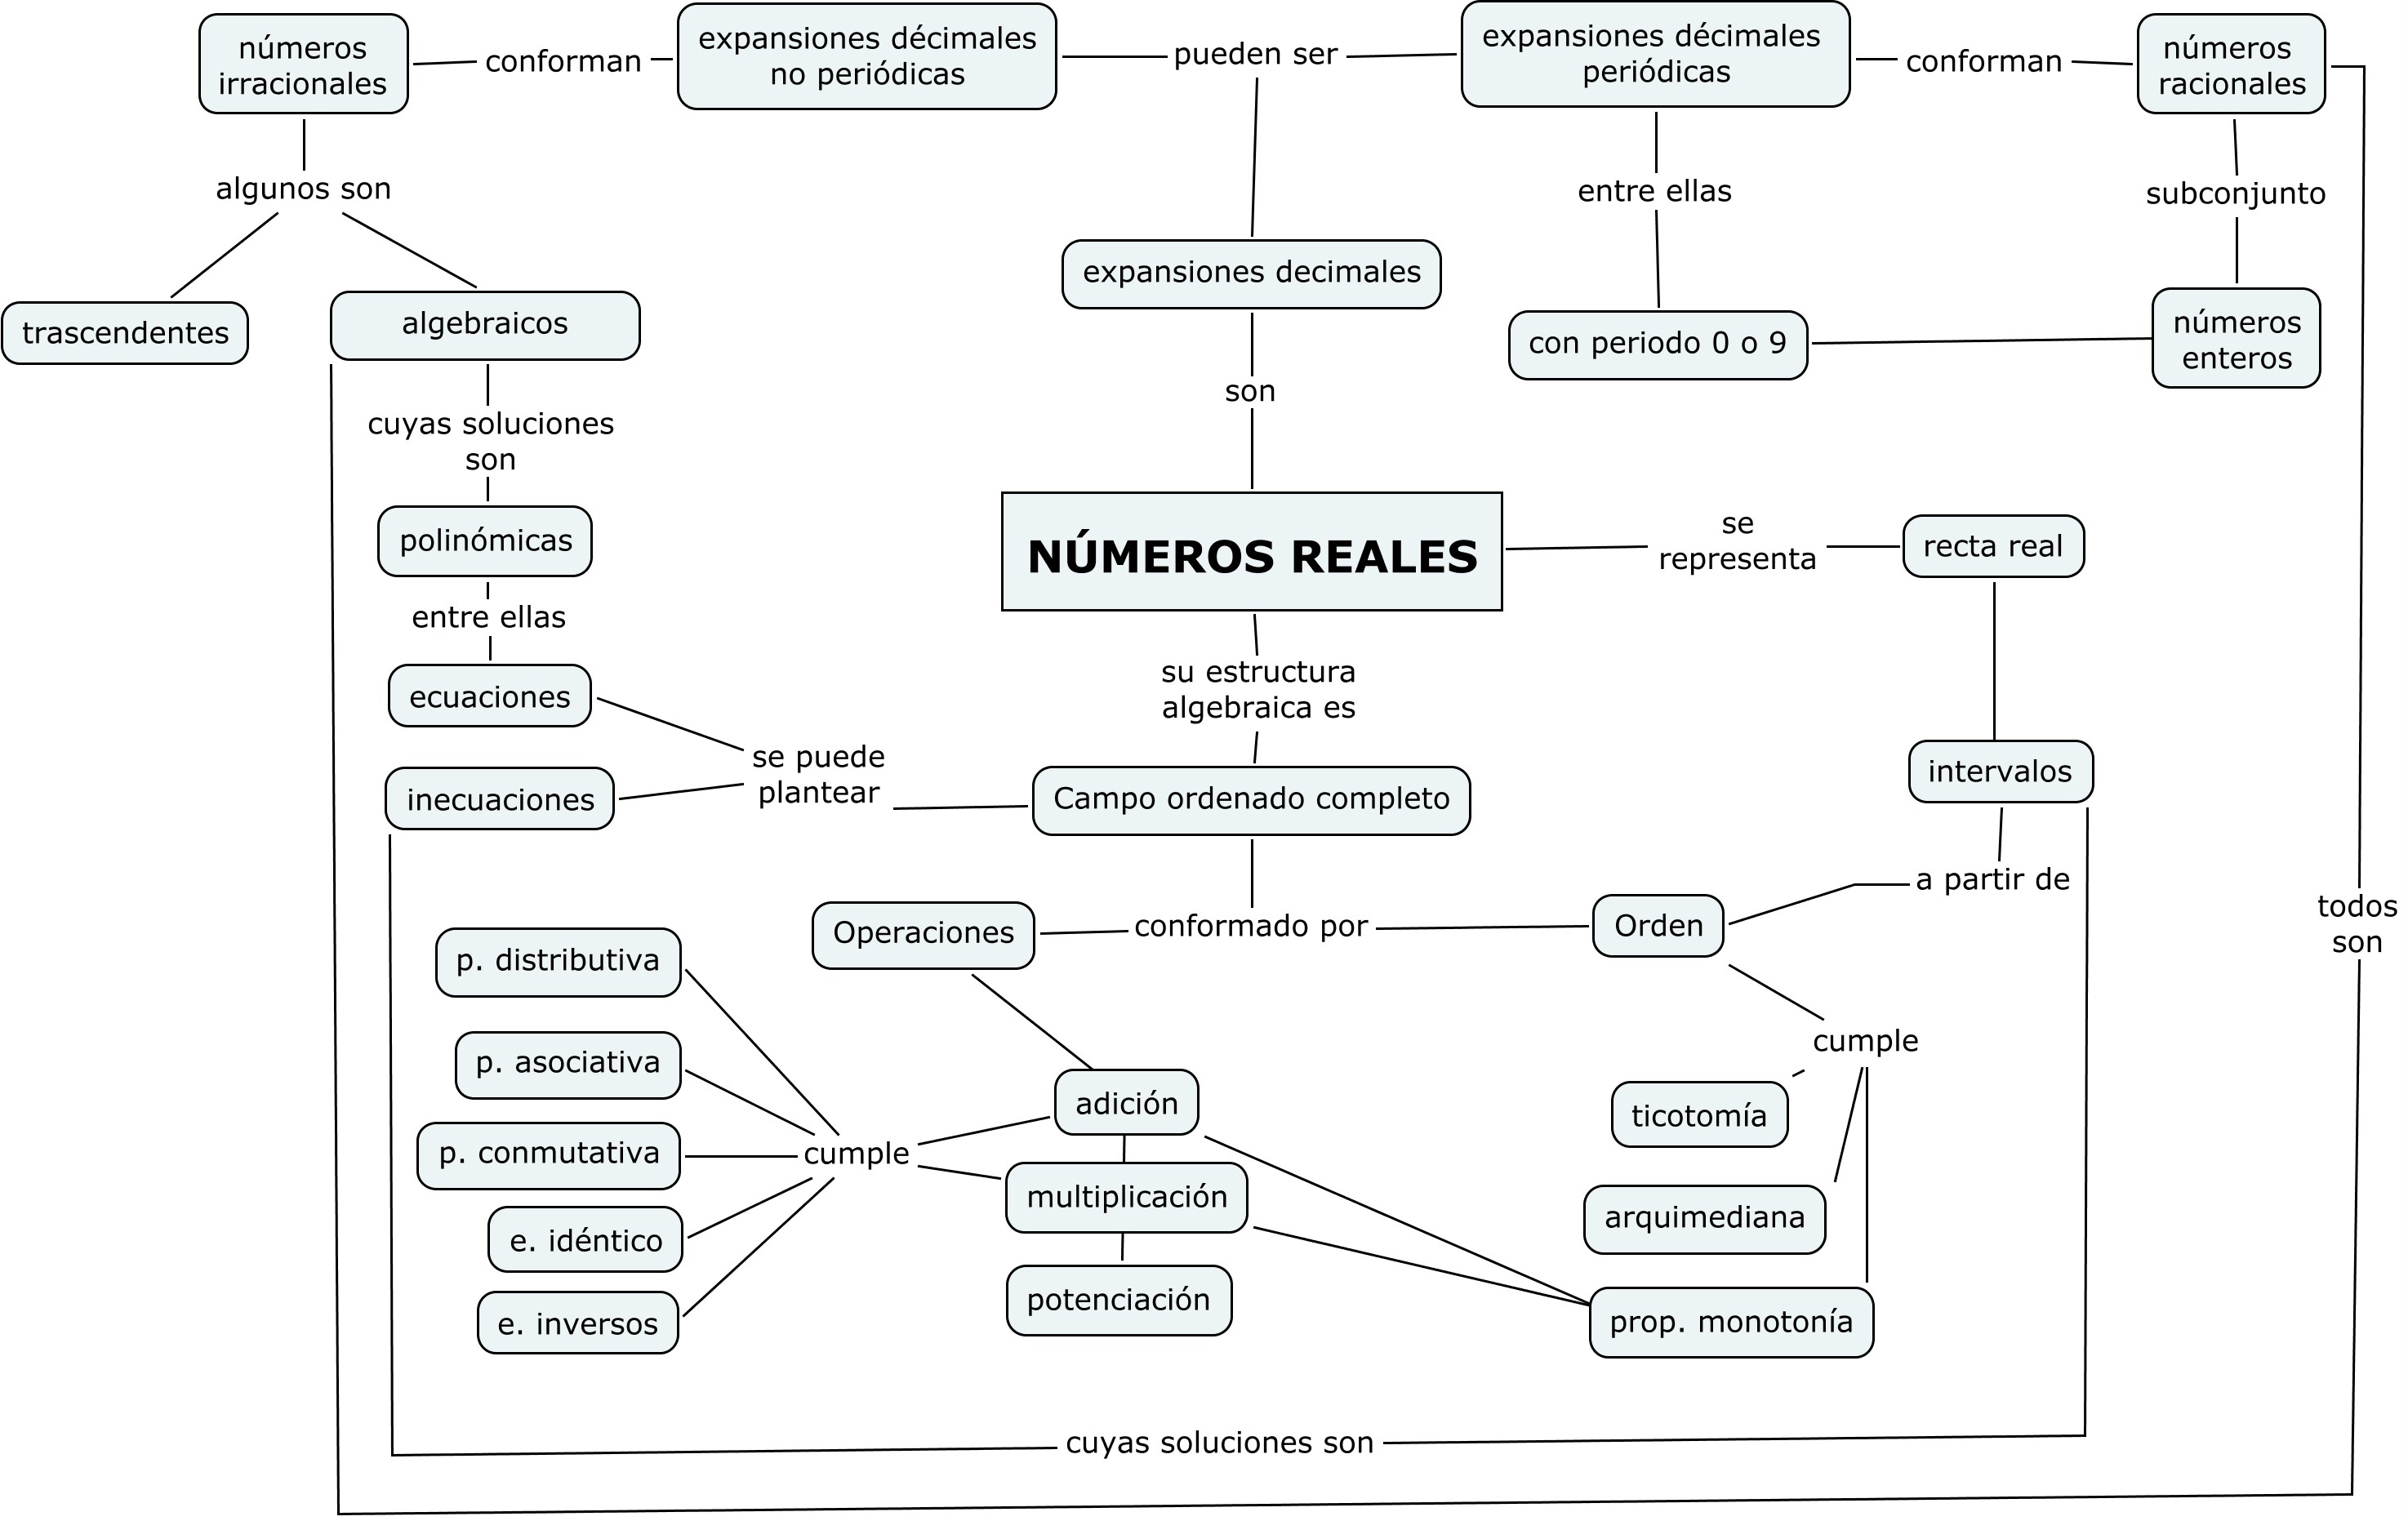 números
irracionales
conforman
expansiones décimales
no periódicas
pueden ser
expansiones décimales
periódicas
conforman
números
racionales
algunos son
entre ellas
subconjunto
expansiones decimales
trascendentes
algebraicos
con periodo 0 o 9
números
enteros
son
cuyas soluciones
son
polinómicas
NÚMEROS REALES
se
representa
recta real
entre ellas
ecuaciones
su estructura
algebraica es
se puede
plantear
inecuaciones
Campo ordenado completo
intervalos
a partir de
todos
son
Operaciones
conformado por
Orden
p. distributiva
cumple
p. asociativa
adición
ticotomía
p. conmutativa
cumple
multiplicación
arquimediana
e. idéntico
potenciación
e. inversos
prop. monotonía
cuyas soluciones son